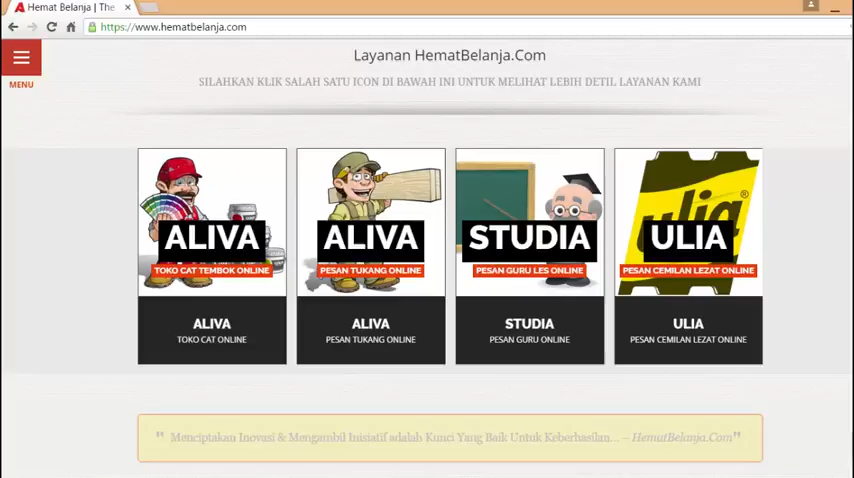 Hemat Belanja | The
https://www.hematbelanja.com
MENU
Layanan HematBelanja.Com
SILAHKAN KLIK SALAH SATU ICON DI BAWAH INI UNTUK MELIHAT LEBIH DETIL LAYANAN KAMI
ALIVA
TOKO CAT TEMBOK ONLINE
ALIVA
TOKO CAT ONLINE
ALIVA
PESAN TUKANG ONLINE
ALIVA
PESAN TUKANG ONLINE
STUDIA
PESAN GURU LES ONLINE
STUDIA
PESAN GURU ONLINE
ulia®
ULIA
PESAN CEMILAN LEZAT ONLINE
ULIA
PESAN CEMILAN LEZAT ONLINE
" Menciptakan Inovasi & Mengambil Inisiatif adalah Kunci Yang Baik Untuk Keberhasilan... – HematBelanja.Com"